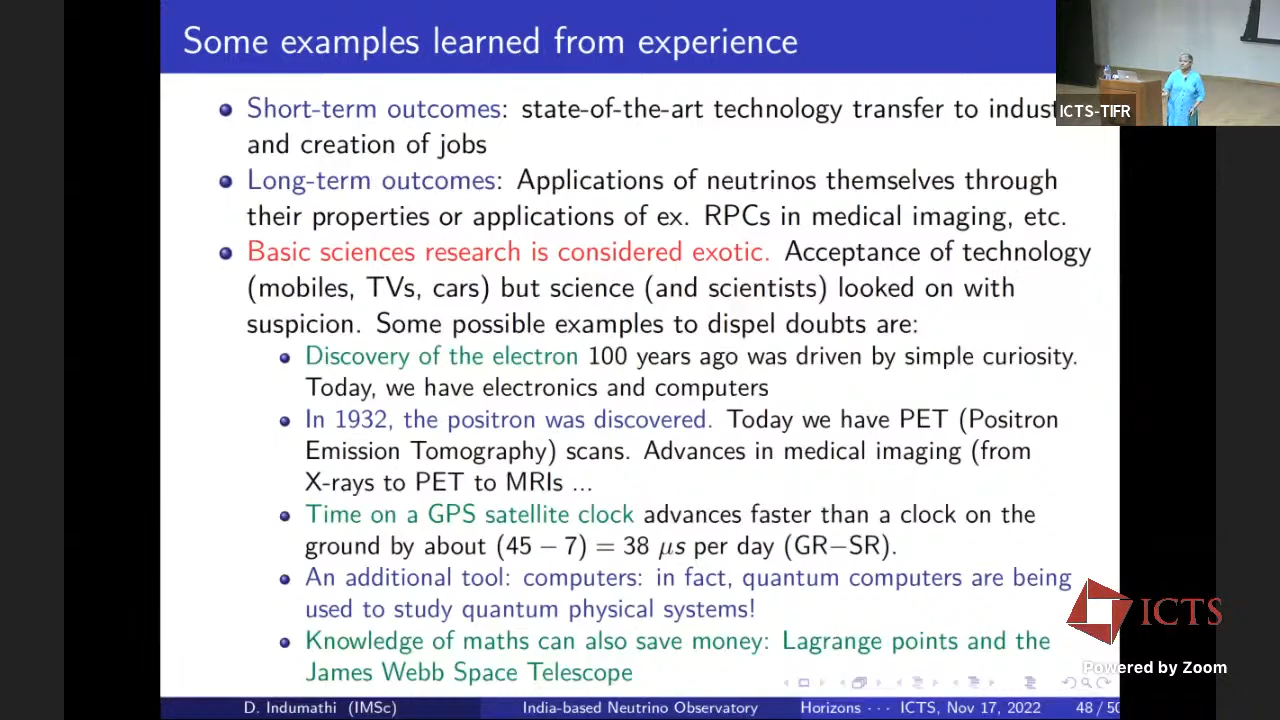 Some examples learned from experience
ICTS-TIFR
Short-term outcomes: state-of-the-art technology transfer to indust
and creation of jobs
Long-term outcomes: Applications of neutrinos themselves through
their properties or applications of ex. RPCs in medical imaging, etc.
Basic sciences research is considered exotic. Acceptance of technology
(mobiles, TVs, cars) but science (and scientists) looked on with
suspicion. Some possible examples to dispel doubts are:
Discovery of the electron 100 years ago was driven by simple curiosity.
Today, we have electronics and computers
In 1932, the positron was discovered. Today we have PET (Positron
Emission Tomography) scans. Advances in medical imaging (from
X-rays to PET to MRIs ...
Time on a GPS satellite clock advances faster than a clock on the
ground by about (45 − 7) = 38 μs per day (GR−SR).
An additional tool: computers: in fact, quantum computers are being
used to study quantum physical systems!
Knowledge of maths can also save money: Lagrange points and the
James Webb Space Telescope
ICTS
Powered by Zoom
D. Indumathi (IMSc) India-based Neutrino Observatory Horizons · · · ICTS, Nov 17, 2022 48 / 50